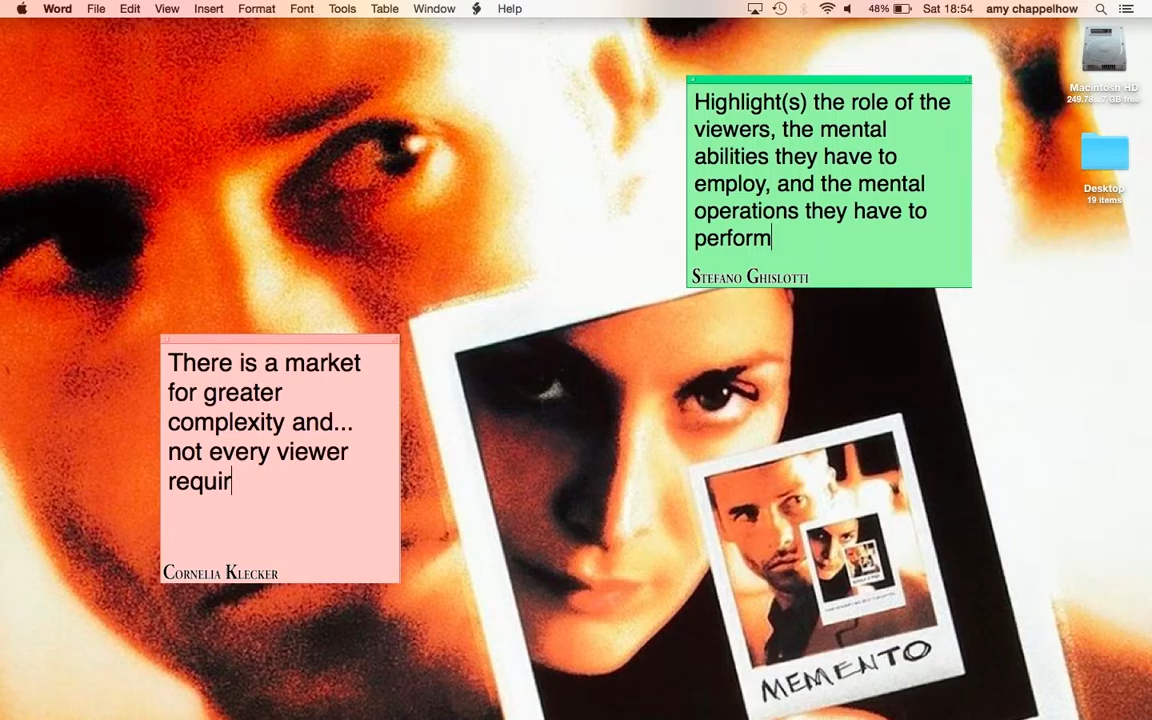 Word File Edit View Insert Format Font Tools Table Window Help 48% Sat 18:54 amy chappelhow
Macintosh HD
Desktop
19 items
Highlight(s) the role of the
viewers, the mental
abilities they have to
employ, and the mental
operations they have to
perform
STEFANO GHISLOTTI
There is a market
for greater
complexity and...
not every viewer
requir
CORNELIA KLECKER
MEMENTO